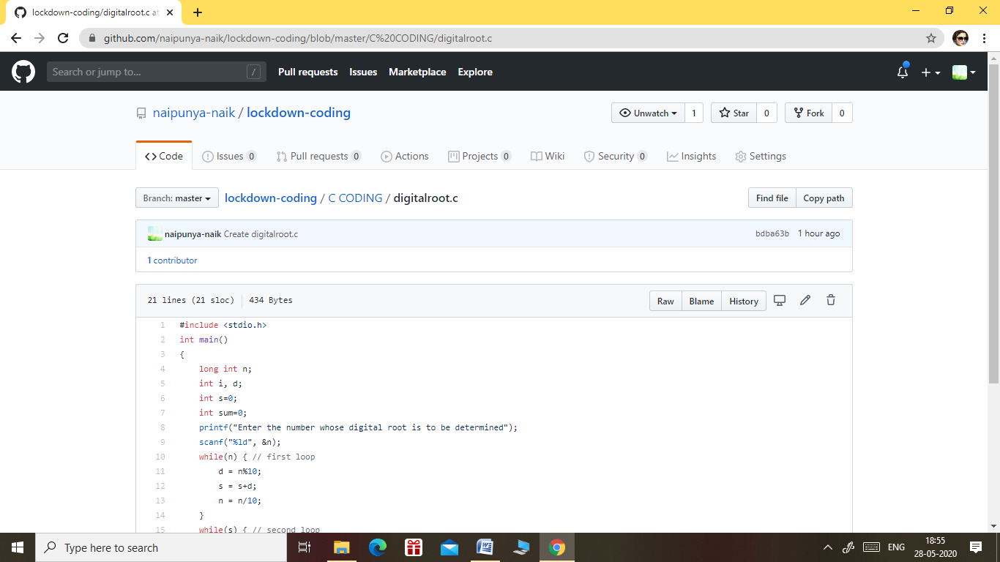 lockdown-coding/digitalroot.c at
github.com/naipunya-naik/lockdown-coding/blob/master/C%20CODING/digitalroot.c
Search or jump to... / Pull requests Issues Marketplace Explore
naipunya-naik / lockdown-coding Unwatch 1 Star 0 Fork 0
Code Issues 0 Pull requests 0 Actions Projects 0 Wiki Security 0 Insights Settings
Branch: master lockdown-coding / C CODING / digitalroot.c Find file Copy path
naipunya-naik Create digitalroot.c bdba63b 1 hour ago
1 contributor
21 lines (21 sloc) 434 Bytes Raw Blame History
1 #include <stdio.h>
2 int main()
3 {
4 long int n;
5 int i, d;
6 int s=0;
7 int sum=0;
8 printf("Enter the number whose digital root is to be determined");
9 scanf("%ld", &n);
10 while(n) { // first loop
11 d = n%10;
12 s = s+d;
13 n = n/10;
14 }
15 while(s) { // second loop
Type here to search ENG 18:55
28-05-2020